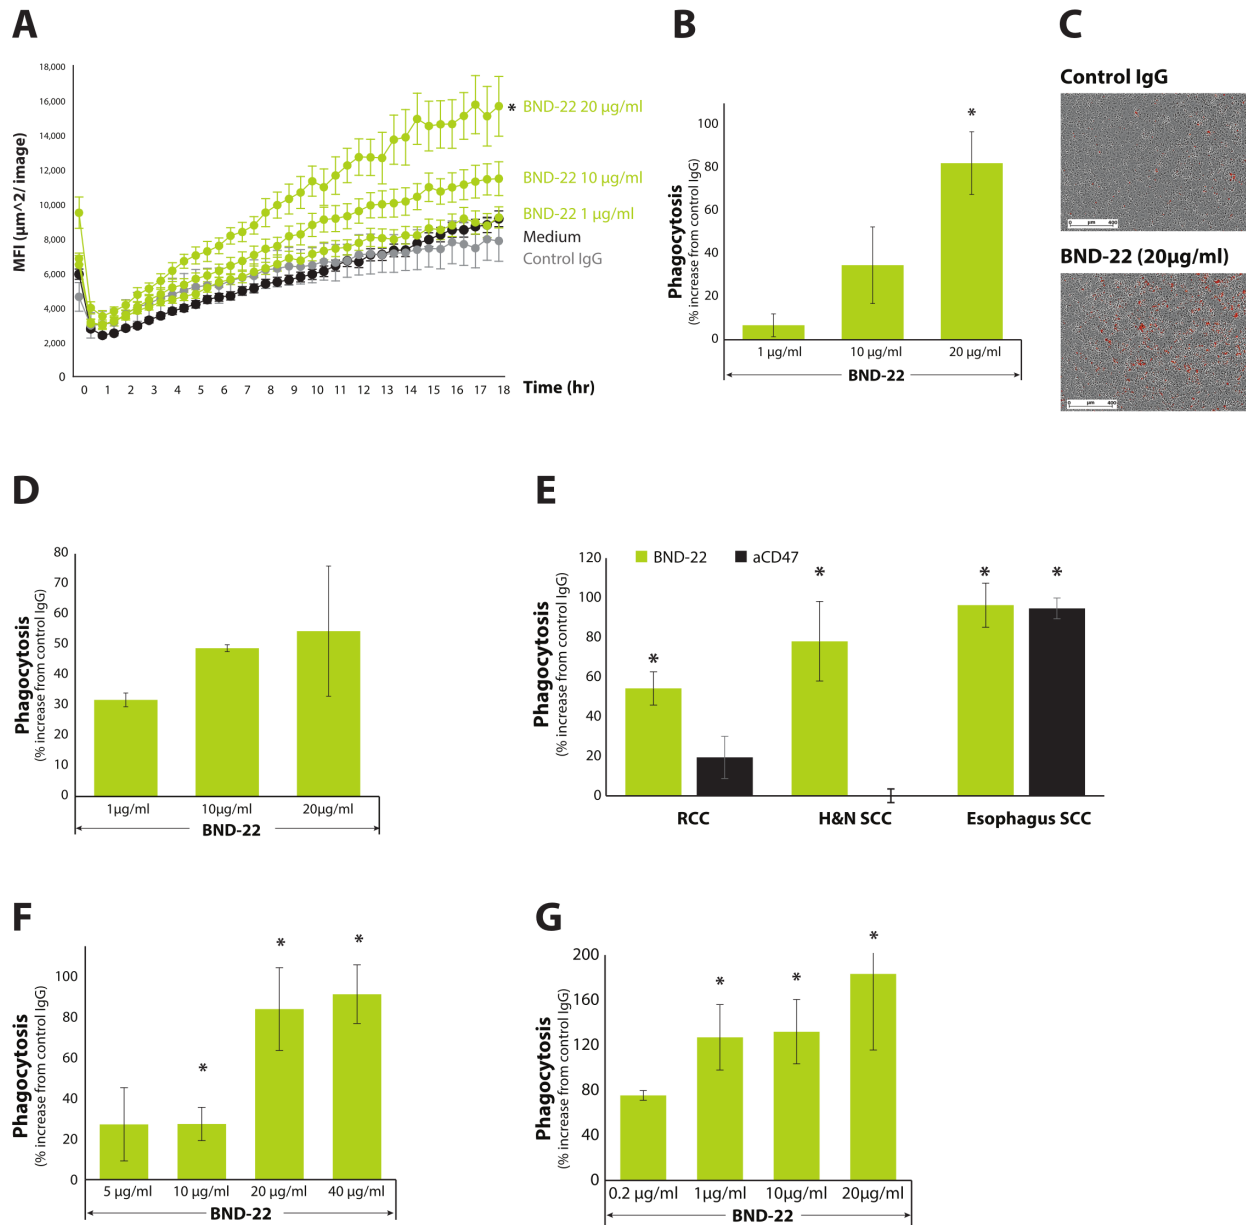 A
18,000
16,000
14,000
12,000
10,000
8,000
6,000
4,000
2,000
0
MFI (μm^2/ image)
0 1 2 3 4 5 6 7 8 9 10 11 12 13 14 15 16 17 18
Time (hr)
* BND-22 20 μg/ml
BND-22 10 μg/ml
BND-22 1 μg/ml
Medium
Control IgG
B
Phagocytosis
(% increase from control IgG)
100
80
60
40
20
0
*
1 μg/ml 10 μg/ml 20 μg/ml
BND-22
C
Control IgG
0 μm 400
BND-22 (20μg/ml)
0 μm 400
D
Phagocytosis
(% increase from control IgG)
80
70
60
50
40
30
20
10
0
1μg/ml 10μg/ml 20μg/ml
BND-22
E
Phagocytosis
(% increase from control IgG)
120
100
80
60
40
20
0
BND-22 aCD47
* * * *
RCC H&N SCC Esophagus SCC
F
Phagocytosis
(% increase from control IgG)
100
80
60
40
20
0
* * *
5 μg/ml 10 μg/ml 20 μg/ml 40 μg/ml
BND-22
G
Phagocytosis
(% increase from control IgG)
200
160
120
80
40
0
* * *
0.2 μg/ml 1μg/ml 10μg/ml 20μg/ml
BND-22